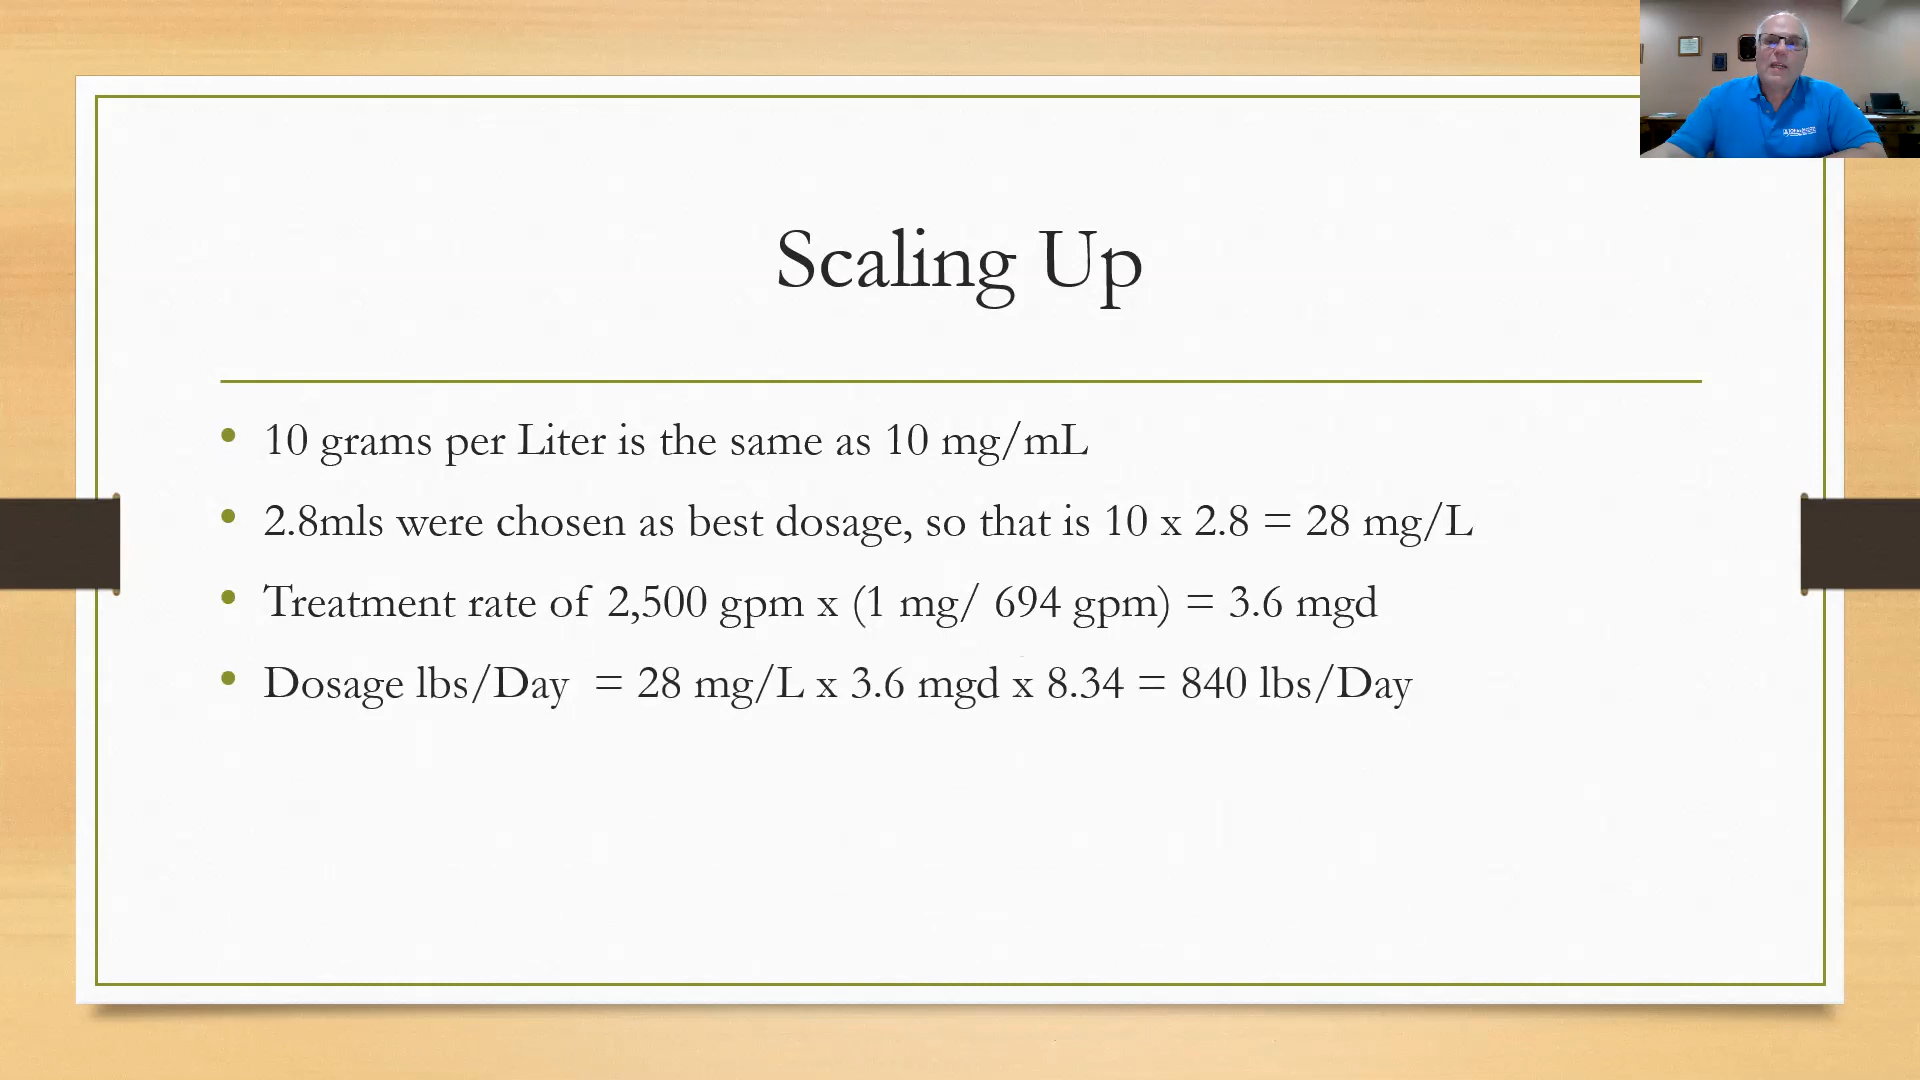 Scaling Up
• 10 grams per Liter is the same as 10 mg/mL
• 2.8mls were chosen as best dosage, so that is 10 x 2.8 = 28 mg/L
• Treatment rate of 2,500 gpm x (1 mg/ 694 gpm) = 3.6 mgd
• Dosage lbs/Day = 28 mg/L x 3.6 mgd x 8.34 = 840 lbs/Day